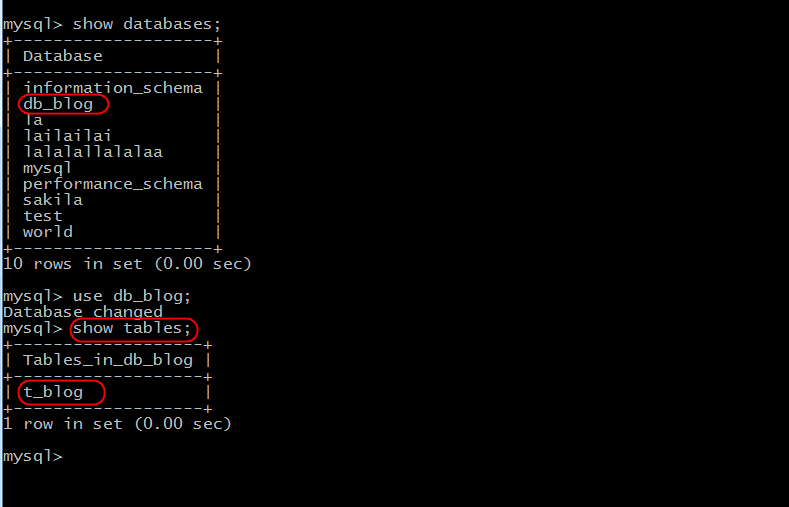 mysql> show databases;
+--------------------+
| Database           |
+--------------------+
| information_schema |
| db_blog            |
| la                 |
| lailailai          |
| lalalallalalaa     |
| mysql              |
| performance_schema |
| sakila             |
| test               |
| world              |
+--------------------+
10 rows in set (0.00 sec)
mysql> use db_blog;
Database changed
mysql> show tables;
+-------------------+
| Tables_in_db_blog |
+-------------------+
| t_blog            |
+-------------------+
1 row in set (0.00 sec)
mysql>